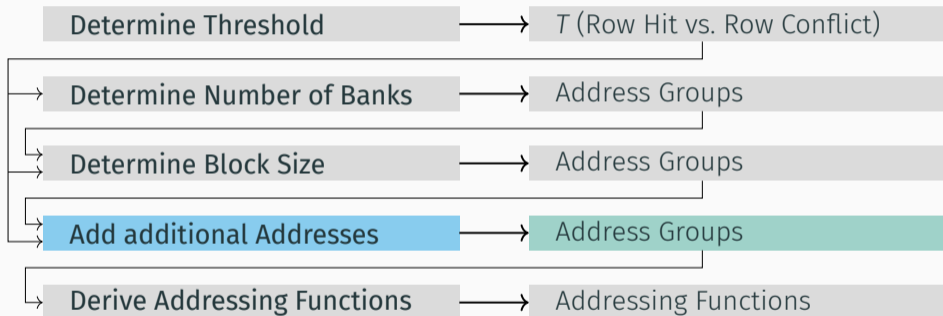 Determine Threshold T (Row Hit vs. Row Conflict)
Determine Number of Banks Address Groups
Determine Block Size Address Groups
Add additional Addresses Address Groups
Derive Addressing Functions Addressing Functions